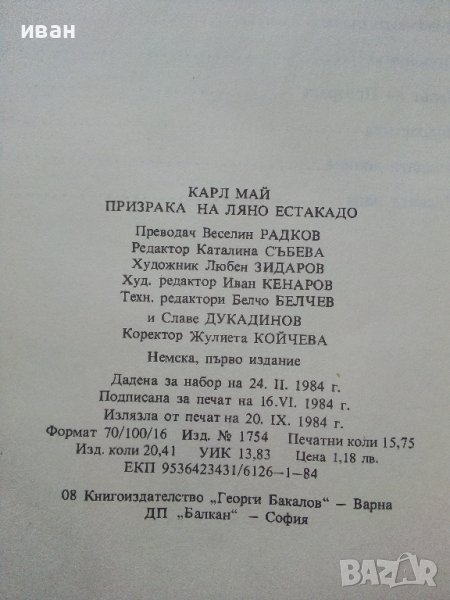 иван
КАРЛ МАЙ
ПРИЗРАКА НА ЛЯНО ЕСТАКАДО
Преводач Веселин РАДКОВ
Редактор Каталина СЪБЕВА
Художник Любен ЗИДАРОВ
Худ. редактор Иван КЕНАРОВ
Техн. редактори Белчо БЕЛЧЕВ
и Славе ДУКАДИНОВ
Коректор Жулиета КОЙЧЕВА
Немска, първо издание
Дадена за набор на 24. II. 1984 г.
Подписана за печат на 16.VI. 1984 г.
Излязла от печат на 20. IX. 1984 г.
Формат 70/100/16 Изд. № 1754 Печатни коли 15,75
Изд. коли 20,41 УИК 13,83 Цена 1,18 лв.
ЕКП 9536423431/6126—1—84
08 Книгоиздателство „Георги Бакалов“ — Варна
ДП „Балкан“ — София
BAZAR
.bg